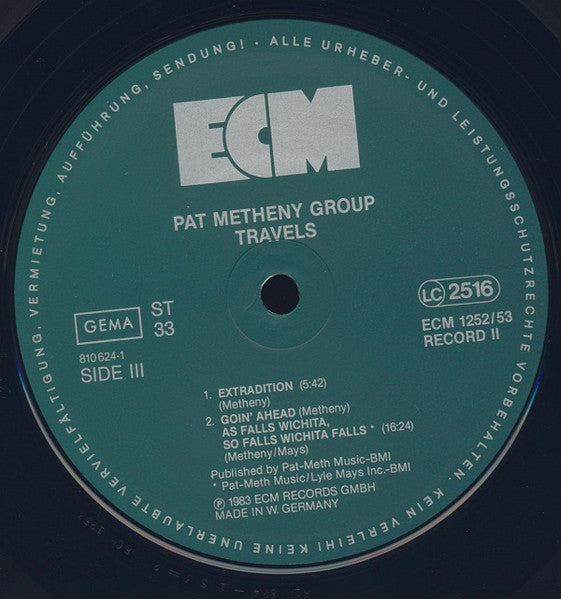 ALLE URHEBER- UND LEISTUNGSSCHUTZRECHTE VORBEHALTEN · KEIN VERLEIH! KEINE UNERLAUBTE VERVIELFÄLTIGUNG, VERMIETUNG, AUFFÜHRUNG, SENDUNG! ·
ECM
PAT METHENY GROUP
TRAVELS
GEMA
ST
33
LC 2516
810 624-1
SIDE III
ECM 1252/53
RECORD II
1. EXTRADITION (5:42)
(Metheny)
2. GOIN' AHEAD (Metheny)
AS FALLS WICHITA,
SO FALLS WICHITA FALLS * (16:24)
(Metheny/Mays)
Published by Pat-Meth Music-BMI
* Pat-Meth Music/Lyle Mays Inc.-BMI
℗ 1983 ECM RECORDS GMBH
MADE IN W. GERMANY